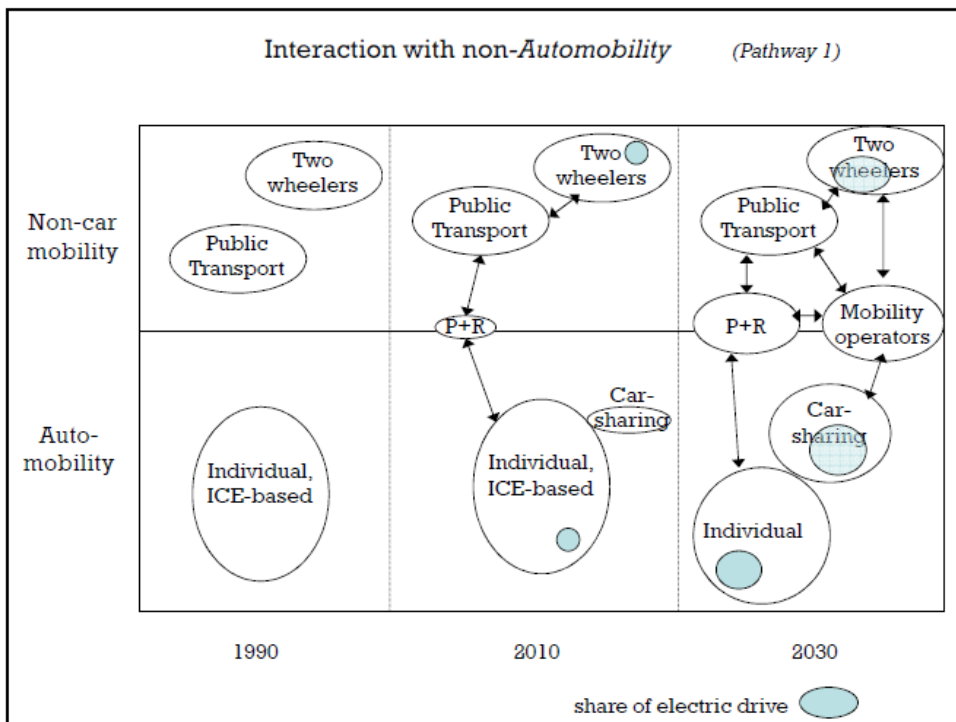 Interaction with non-Automobility (Pathway 1)
Non-car
mobility
Auto-
mobility
Two
wheelers
Public
Transport
Individual,
ICE-based
Two
wheelers
Public
Transport
P+R
Car-
sharing
Individual,
ICE-based
Two
wheelers
Public
Transport
P+R
Mobility
operators
Car-
sharing
Individual
1990
2010
2030
share of electric drive